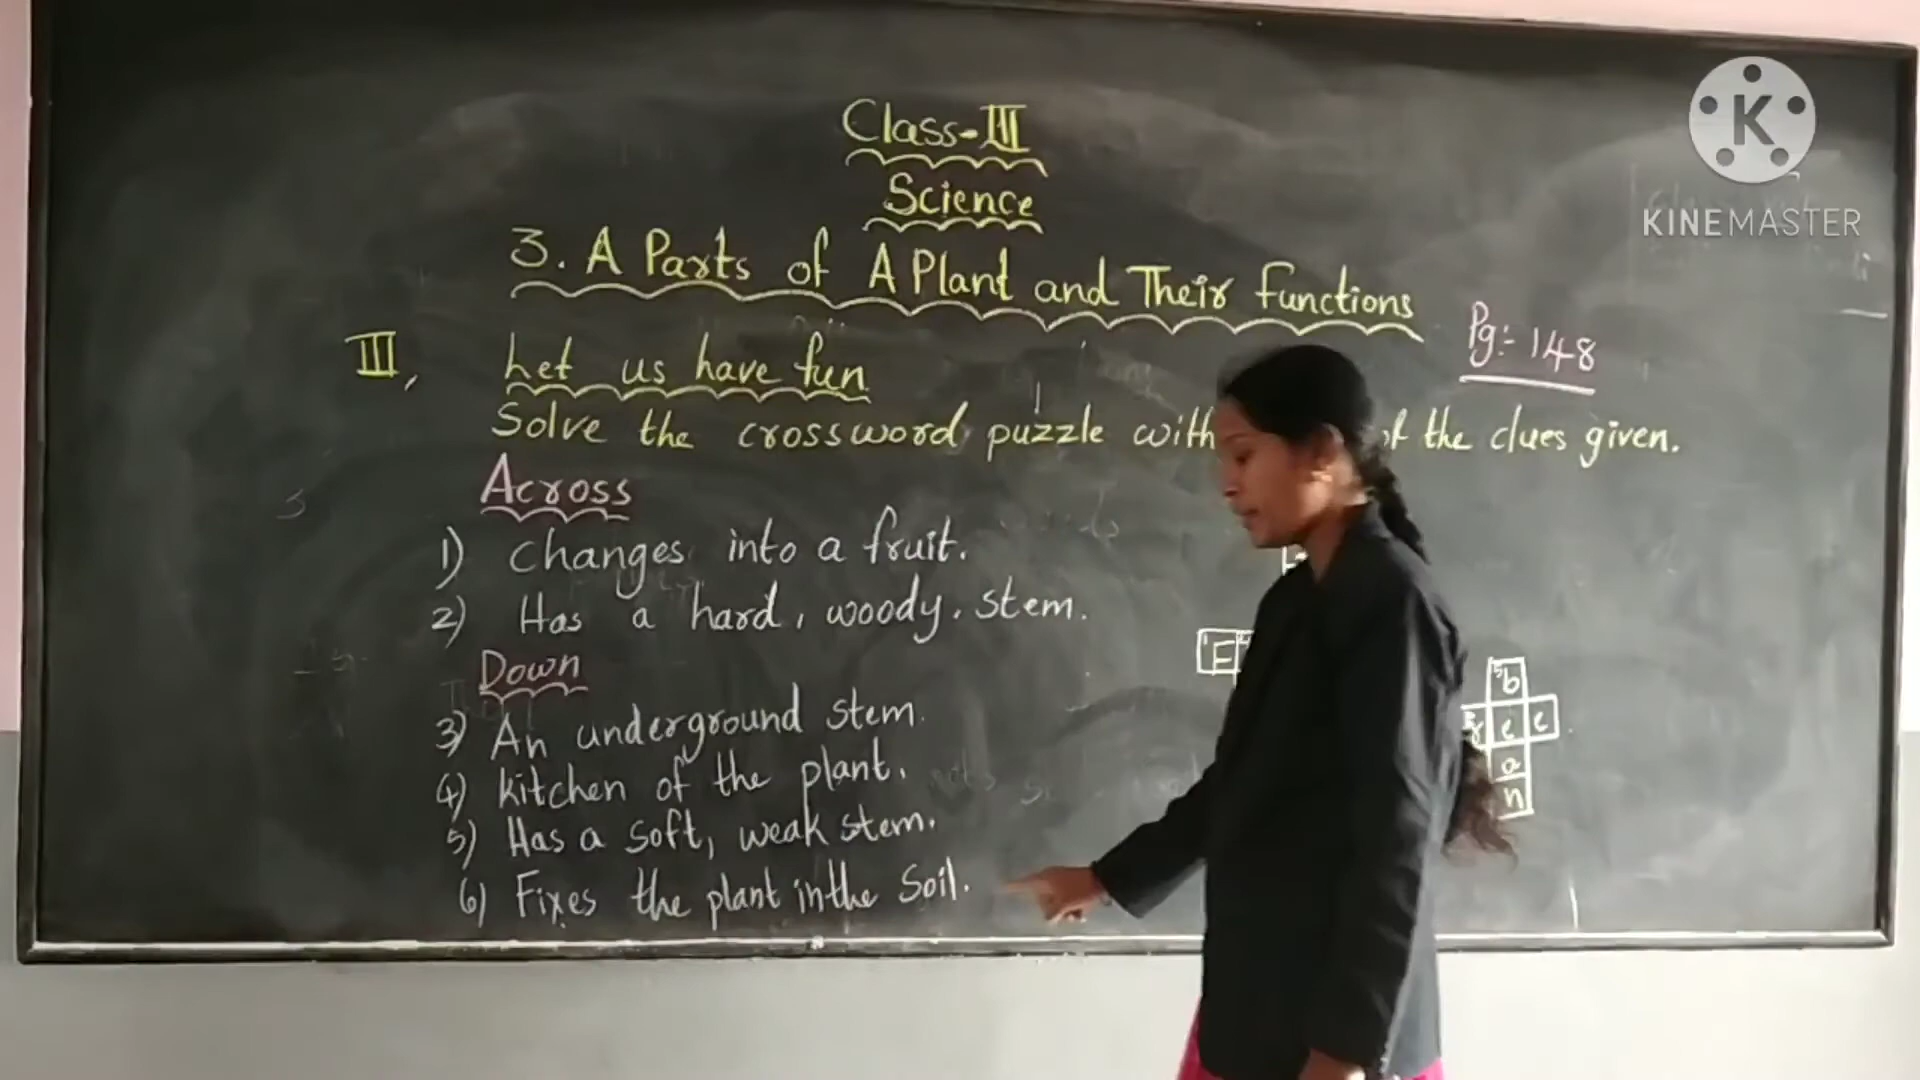 Class-III
Science
3. A Parts of A Plant and Their functions
Pg:- 148
III, Let us have fun
Solve the crossword puzzle with of the clues given.
Across
1) Changes into a fruit.
2) Has a hard, woody, stem.
Down
3) An underground stem.
4) kitchen of the plant.
5) Has a soft, weak stem.
6) Fixes the plant in the Soil.
1 F
5 b
r e e
a
n
K
KINEMASTER